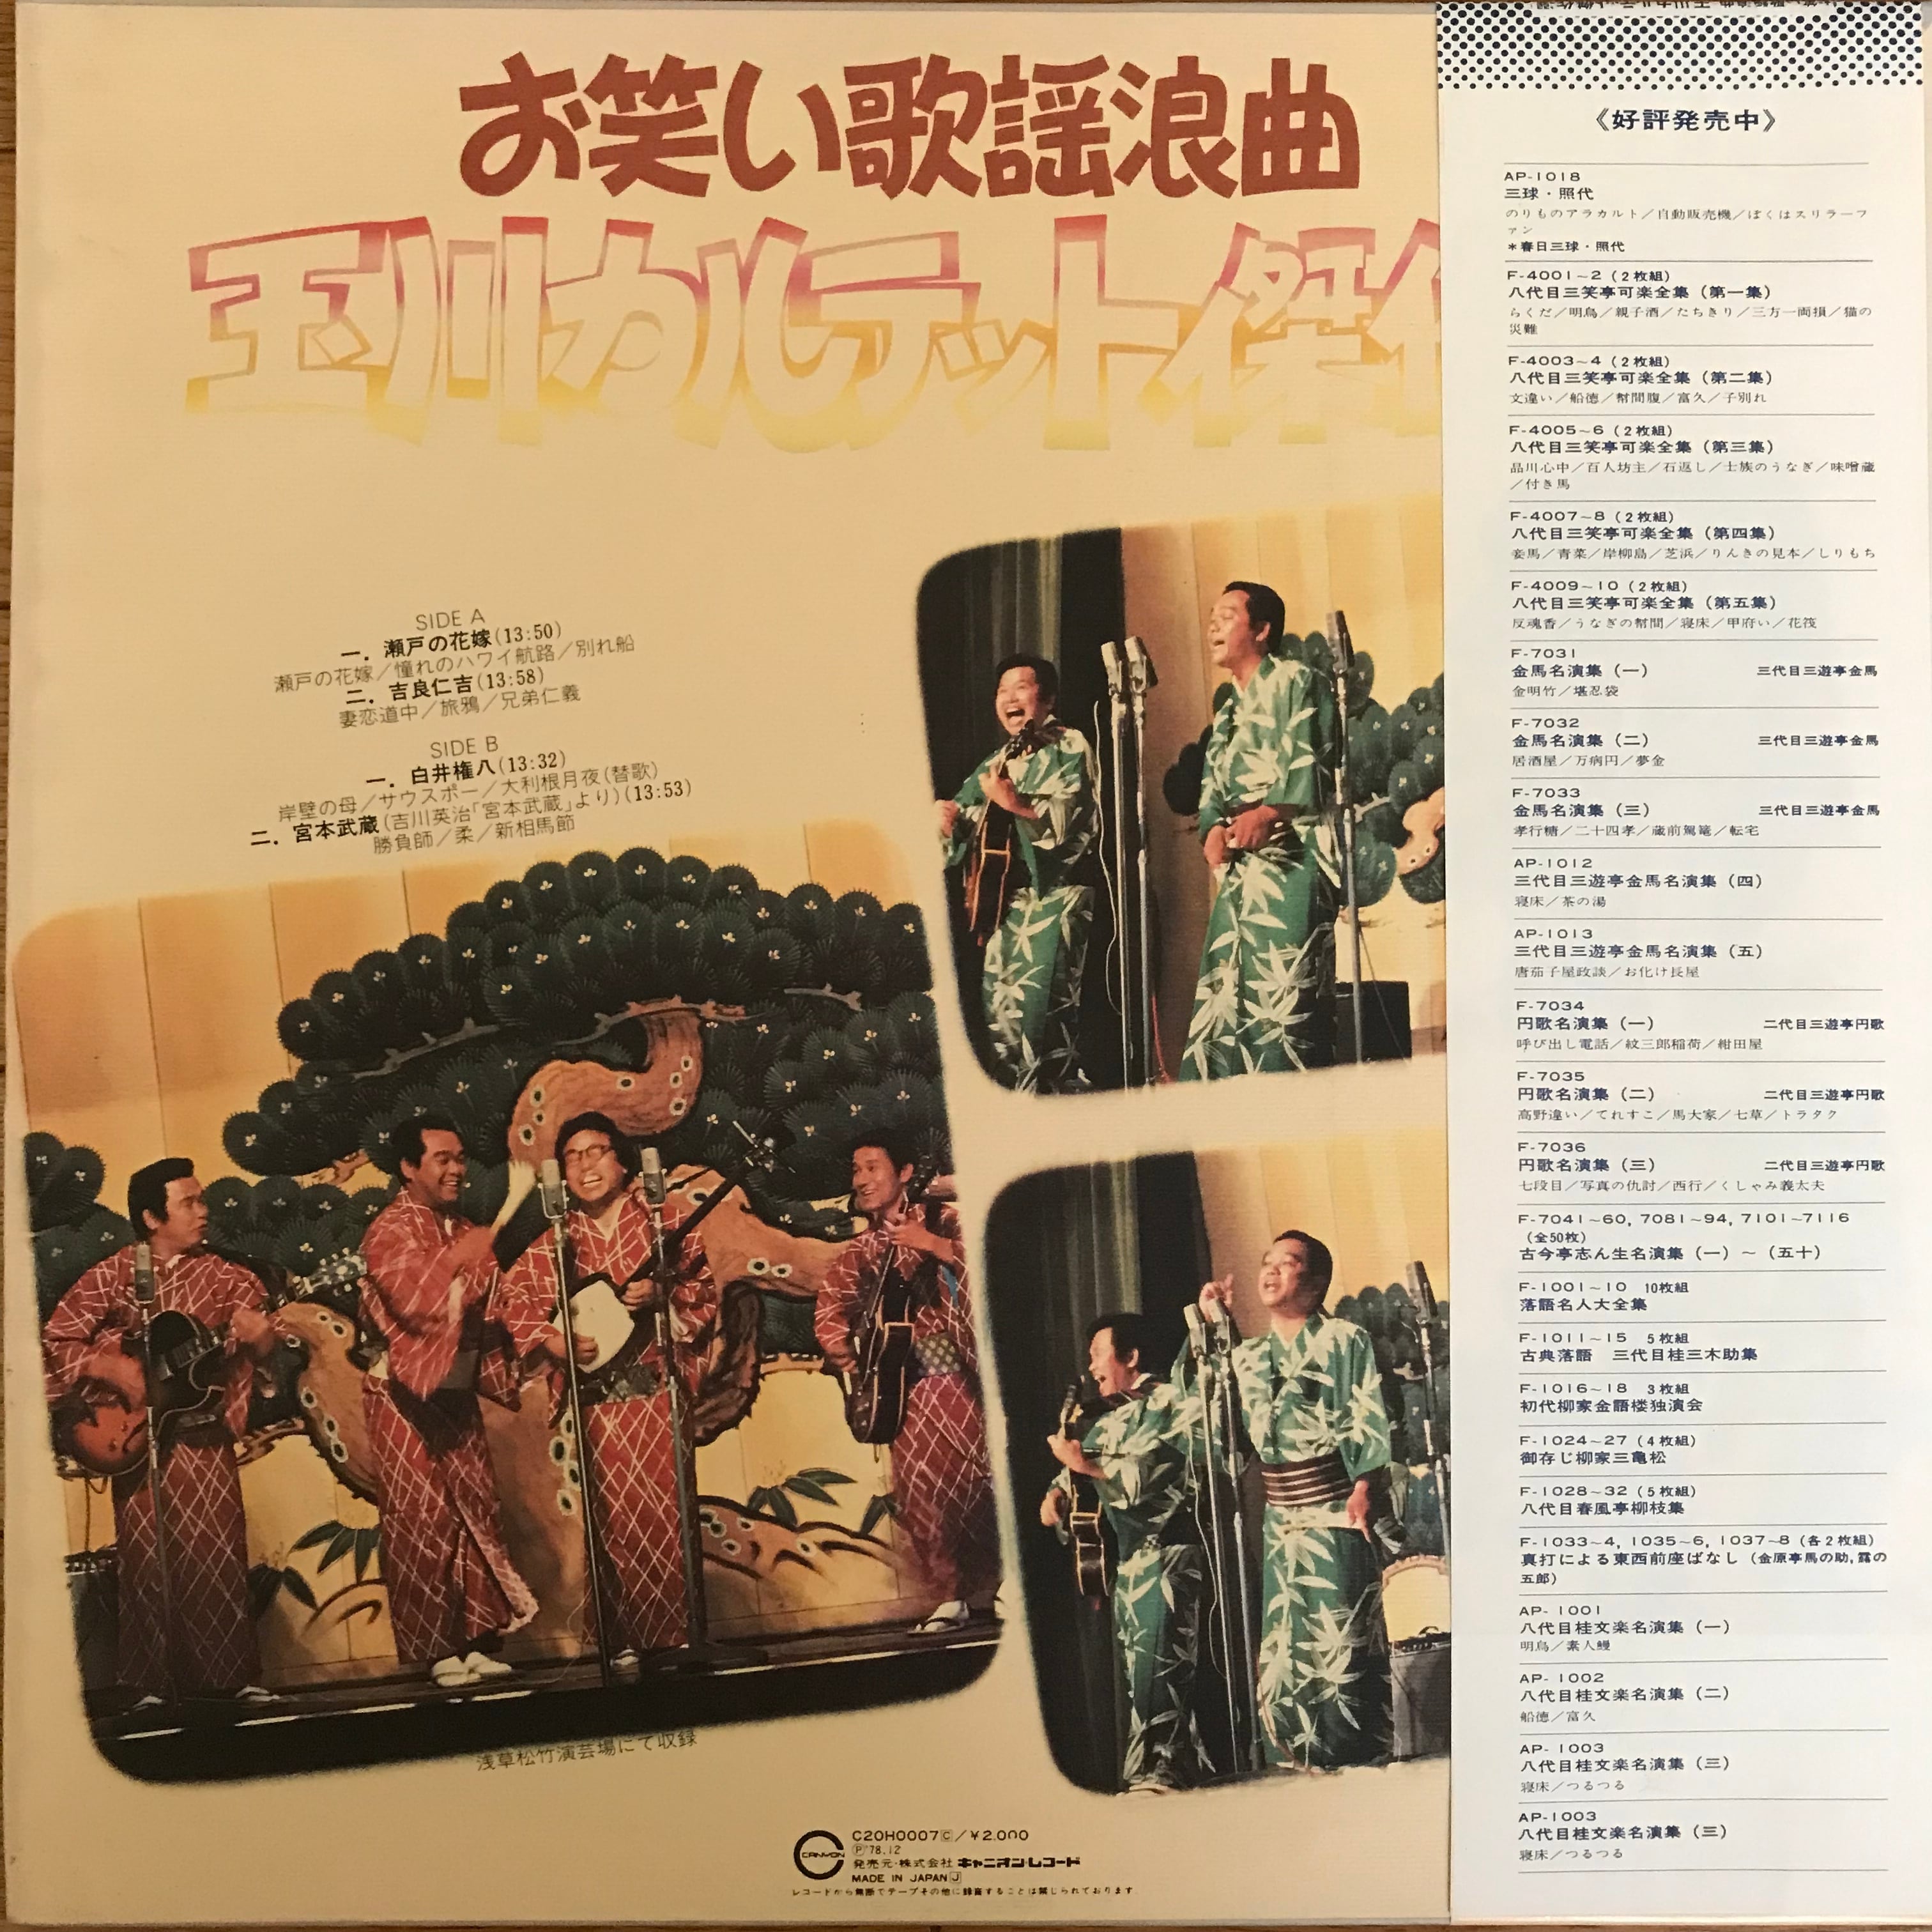 お笑い歌謡浪曲
玉川カルテット傑
SIDE A
一．瀬戸の花嫁(13:50)
瀬戸の花嫁／憧れのハワイ航路／別れ船
二．吉良仁吉(13:58)
妻恋道中／旅鴉／兄弟仁義
SIDE B
一．白井権八(13:32)
岸壁の母／サウスポー／大利根月夜(替歌)
二．宮本武蔵(吉川英治「宮本武蔵」より)(13:53)
勝負師／柔／新相馬節
浅草松竹演芸場にて収録
CANYON
C20H0007Ⓒ／￥2,000
Ⓟ'78.12
発売元・株式会社 キャニオン・レコード
MADE IN JAPAN J
レコードから無断でテープその他に録音することは禁じられております
《好評発売中》
AP-1018
三球・照代
のりものアラカルト／自動販売機／ぼくはスリラーフ
ァン
＊春日三球・照代
F-4001~2 (2枚組)
八代目三笑亭可楽全集（第一集）
らくだ／明烏／親子酒／たちきり／三方一両損／猫の
災難
F-4003~4 (2枚組)
八代目三笑亭可楽全集（第二集）
文違い／船徳／幇間腹／富久／子別れ
F-4005~6 (2枚組)
八代目三笑亭可楽全集（第三集）
品川心中／百人坊主／石返し／士族のうなぎ／味噌蔵
／付き馬
F-4007~8 (2枚組)
八代目三笑亭可楽全集（第四集）
妾馬／青菜／岸柳島／芝浜／りんきの見本／しりもち
F-4009~10 (2枚組)
八代目三笑亭可楽全集（第五集）
反魂香／うなぎの幇間／寝床／甲府い／花筏
F-7031
金馬名演集（一） 三代目三遊亭金馬
金明竹／堪忍袋
F-7032
金馬名演集（二） 三代目三遊亭金馬
居酒屋／万病円／夢金
F-7033
金馬名演集（三） 三代目三遊亭金馬
孝行糖／二十四孝／蔵前駕篭／転宅
AP-1012
三代目三遊亭金馬名演集（四）
寝床／茶の湯
AP-1013
三代目三遊亭金馬名演集（五）
唐茄子屋政談／お化け長屋
F-7034
円歌名演集（一） 二代目三遊亭円歌
呼び出し電話／紋三郎稲荷／紺田屋
F-7035
円歌名演集（二） 二代目三遊亭円歌
高野違い／てれすこ／馬大家／七草／トラタク
F-7036
円歌名演集（三） 二代目三遊亭円歌
七段目／写真の仇討／西行／くしゃみ義太夫
F-7041~60, 7081~94, 7101~7116
（全50枚）
古今亭志ん生名演集（一）～（五十）
F-1001~10 10枚組
落語名人大全集
F-1011~15 5枚組
古典落語 三代目桂三木助集
F-1016~18 3枚組
初代柳家金語楼独演会
F-1024~27 (4枚組)
御存じ柳家三亀松
F-1028~32 (5枚組)
八代目春風亭柳枝集
F-1033~4, 1035~6, 1037~8 (各2枚組)
真打による東西前座ばなし（金原亭馬の助,露の
五郎）
AP-1001
八代目桂文楽名演集（一）
明烏／素人鰻
AP-1002
八代目桂文楽名演集（二）
船徳／富久
AP-1003
八代目桂文楽名演集（三）
寝床／つるつる
AP-1003
八代目桂文楽名演集（三）
寝床／つるつる